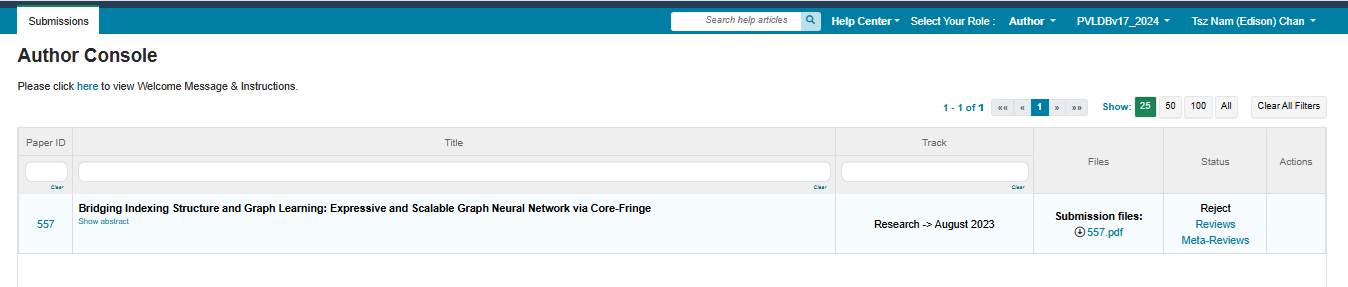 Submissions
Search help articles
Help Center
Select Your Role :
Author
PVLDBv17_2024
Tsz Nam (Edison) Chan
Author Console
Please click here to view Welcome Message & Instructions.
1 - 1 of 1 «« « 1 » »» Show: 25 50 100 All Clear All Filters
Paper ID
Title
Track
Files
Status
Actions
Clear
Clear
Clear
557
Bridging Indexing Structure and Graph Learning: Expressive and Scalable Graph Neural Network via Core-Fringe
Show abstract
Research -> August 2023
Submission files:
557.pdf
Reject
Reviews
Meta-Reviews